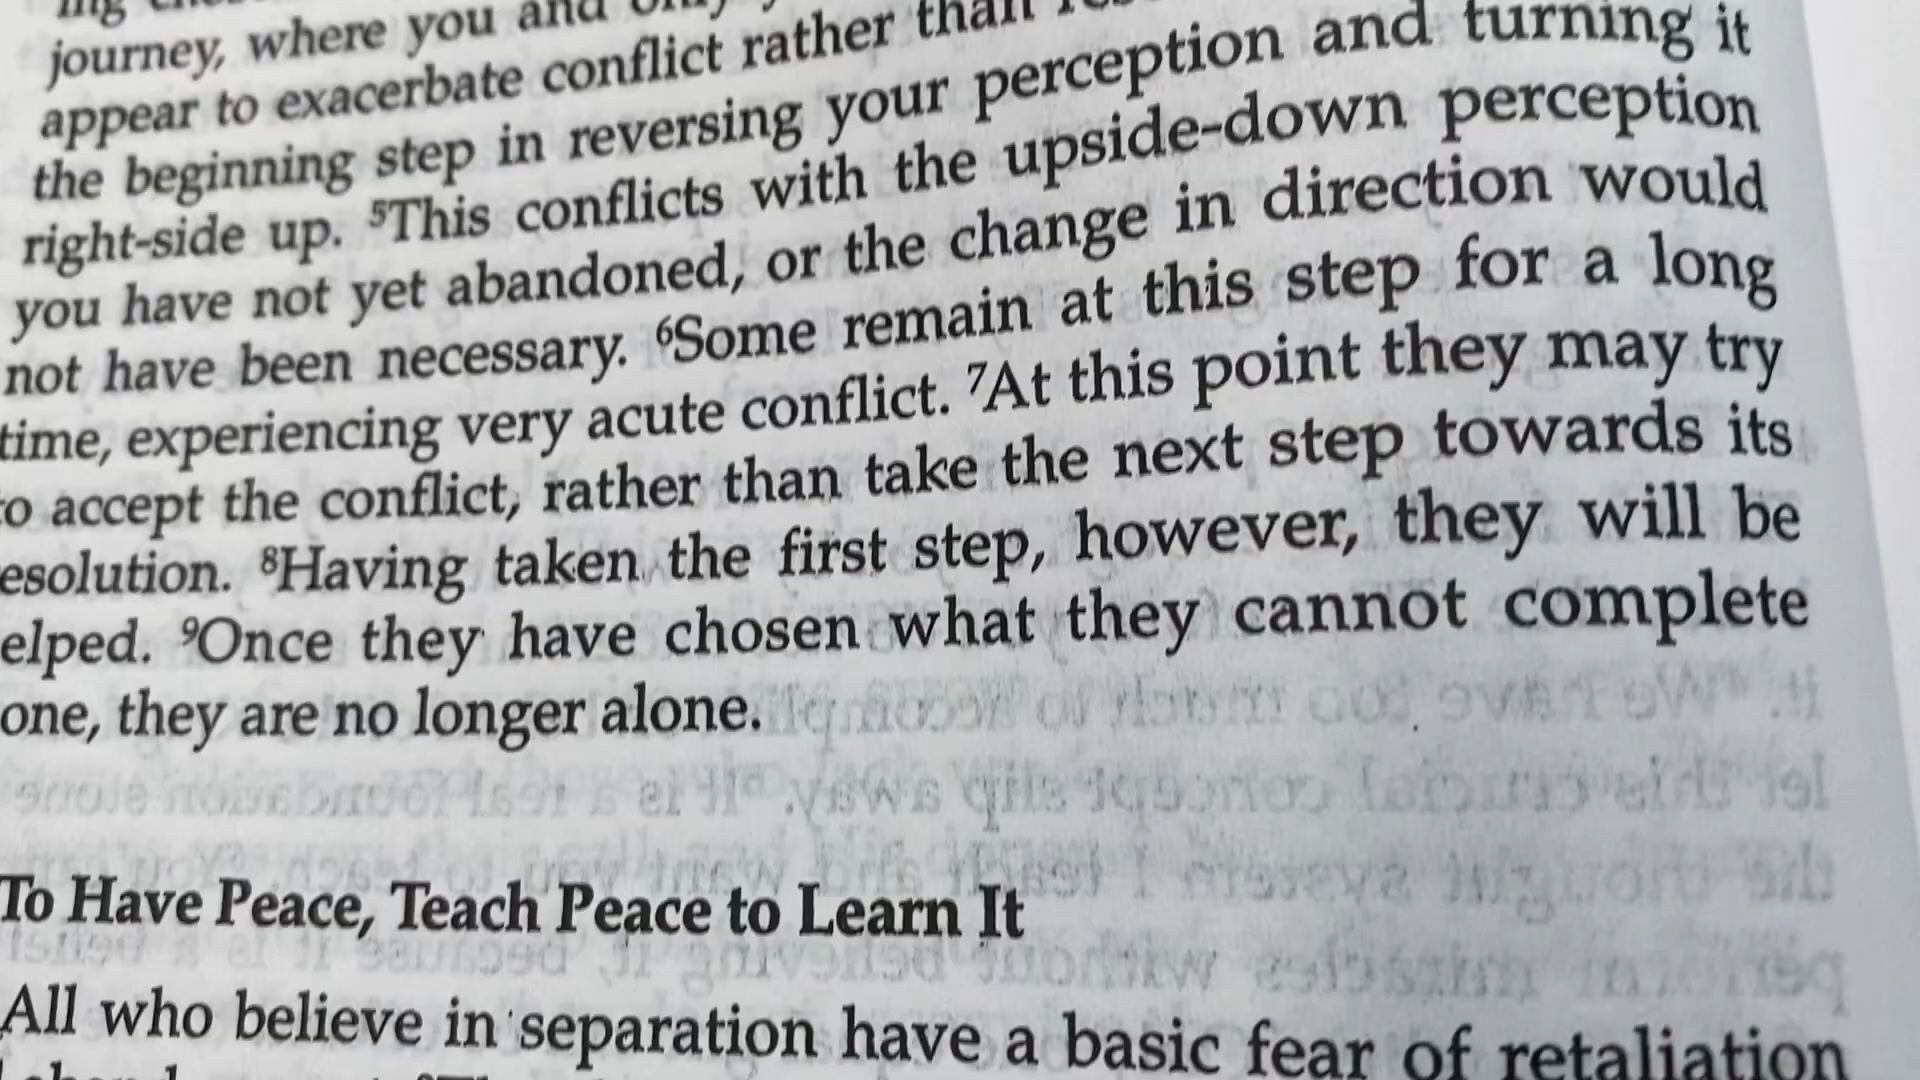 journey, where you and only
appear to exacerbate conflict rather than
the beginning step in reversing your perception and turning it
right-side up. ⁵This conflicts with the upside-down perception
you have not yet abandoned, or the change in direction would
not have been necessary. ⁶Some remain at this step for a long
time, experiencing very acute conflict. ⁷At this point they may try
o accept the conflict, rather than take the next step towards its
esolution. ⁸Having taken the first step, however, they will be
elped. ⁹Once they have chosen what they cannot complete
one, they are no longer alone.
To Have Peace, Teach Peace to Learn It
All who believe in separation have a basic fear of retaliation